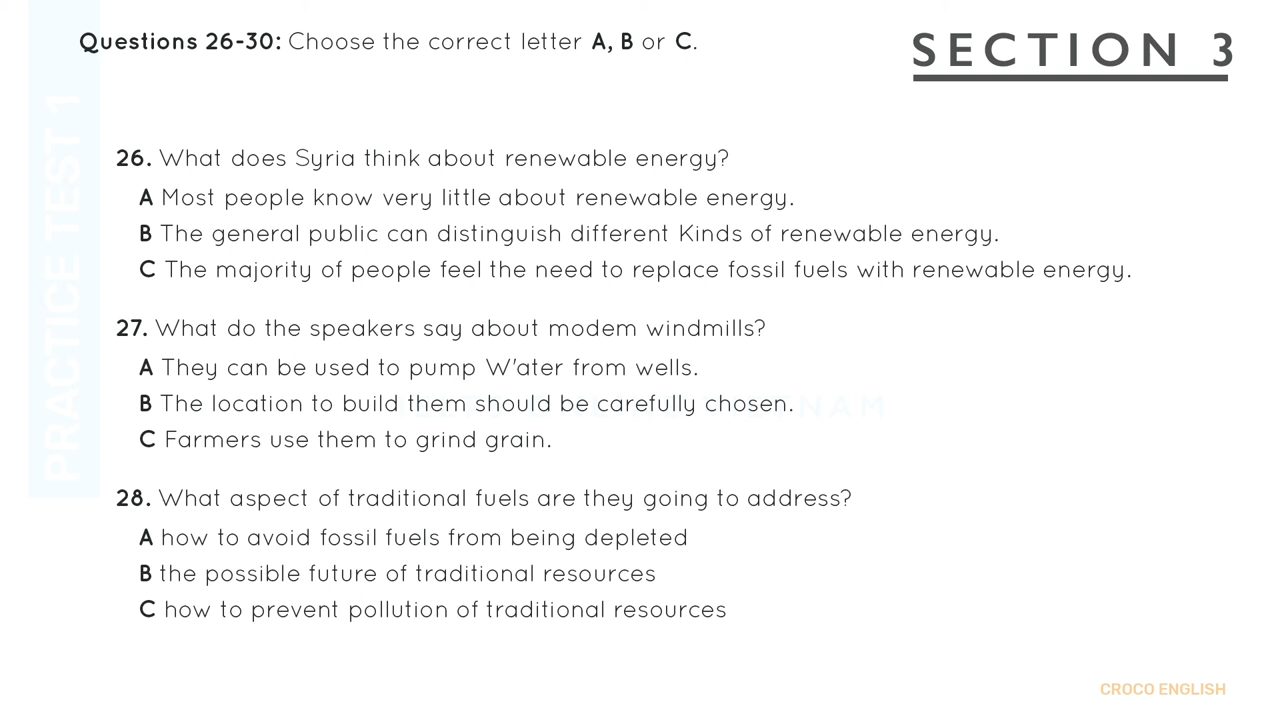 Questions 26-30: Choose the correct letter A, B or C.
SECTION 3
PRACTICE TEST 1
26. What does Syria think about renewable energy?
A Most people know very little about renewable energy.
B The general public can distinguish different Kinds of renewable energy.
C The majority of people feel the need to replace fossil fuels with renewable energy.
27. What do the speakers say about modem windmills?
A They can be used to pump W'ater from wells.
B The location to build them should be carefully chosen.
C Farmers use them to grind grain.
28. What aspect of traditional fuels are they going to address?
A how to avoid fossil fuels from being depleted
B the possible future of traditional resources
C how to prevent pollution of traditional resources
CROCO ENGLISH